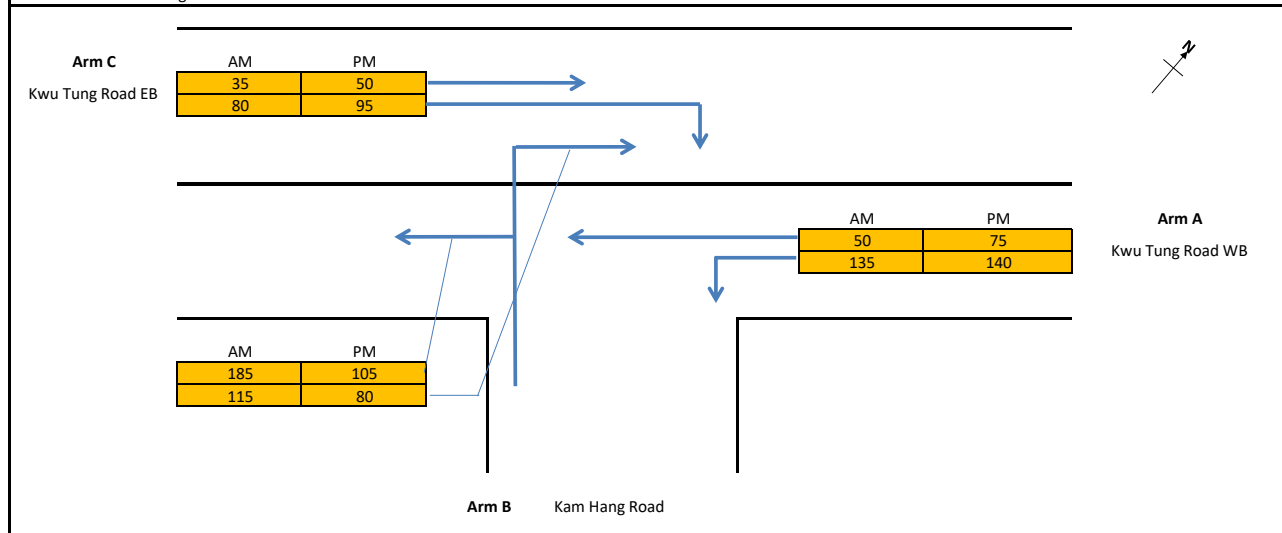 N
Arm C AM PM
35 50
Kwu Tung Road EB
80 95
AM PM Arm A
50 75
Kwu Tung Road WB
135 140
AM PM
185 105
115 80
Arm B Kam Hang Road